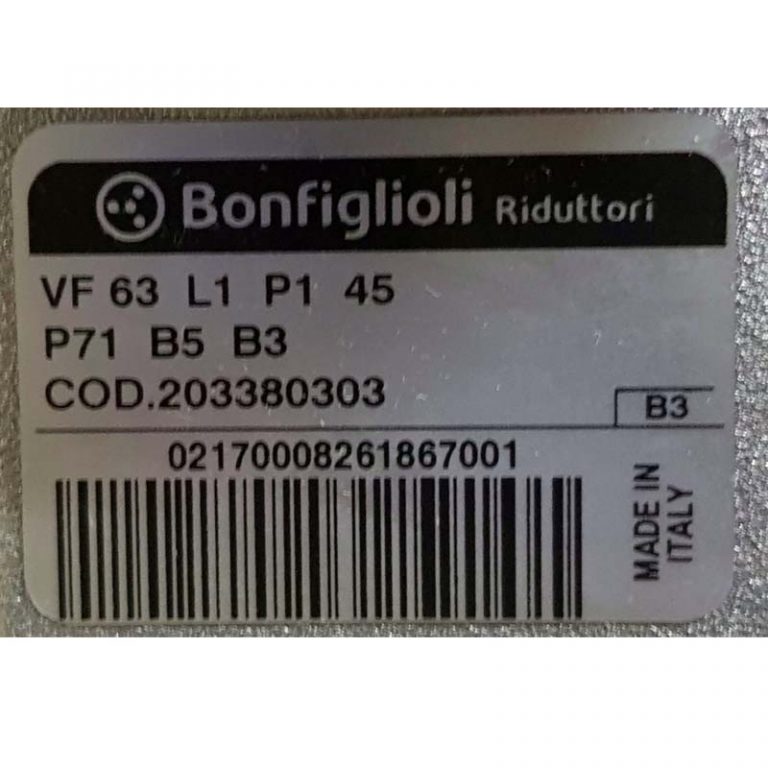 Bonfiglioli Riduttori
VF 63 L1 P1 45
P71 B5 B3
COD.203380303
B3
02170008261867001
MADE IN
ITALY